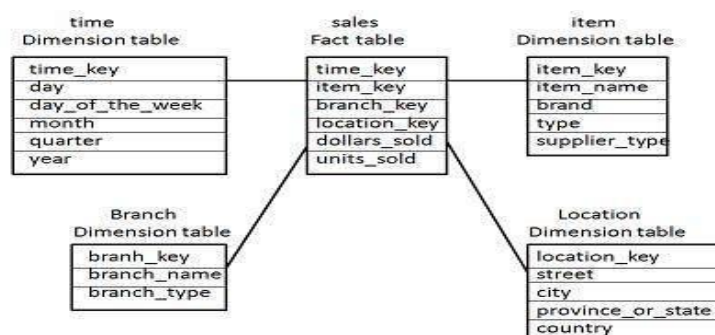 time
Dimension table
time_key
day
day_of_the_week
month
quarter
year
sales
Fact table
time_key
item_key
branch_key
location_key
dollars_sold
units_sold
item
Dimension table
item_key
item_name
brand
type
supplier_type
Branch
Dimension table
branh_key
branch_name
branch_type
Location
Dimension table
location_key
street
city
province_or_state
country